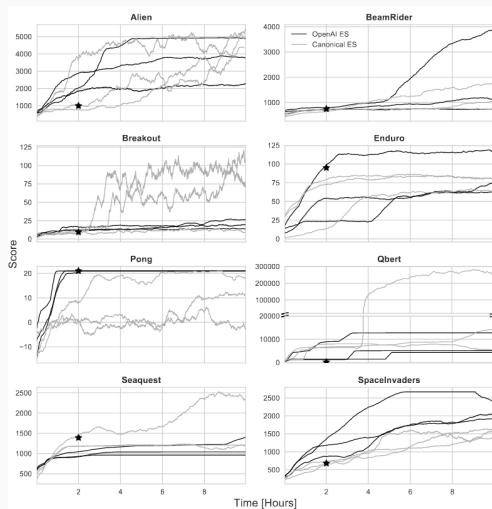 Alien
BeamRider
5000
4000
3000
2000
1000
4000
3000
2000
1000
OpenAI ES
Canonical ES
Breakout
Enduro
125
100
75
50
25
0
125
100
75
50
25
0
Score
Pong
Qbert
20
10
0
−10
300000
200000
100000
20000
10000
0
Seaquest
SpaceInvaders
2500
2000
1500
1000
500
2500
2000
1500
1000
500
2 4 6 8
2 4 6 8
Time [Hours]